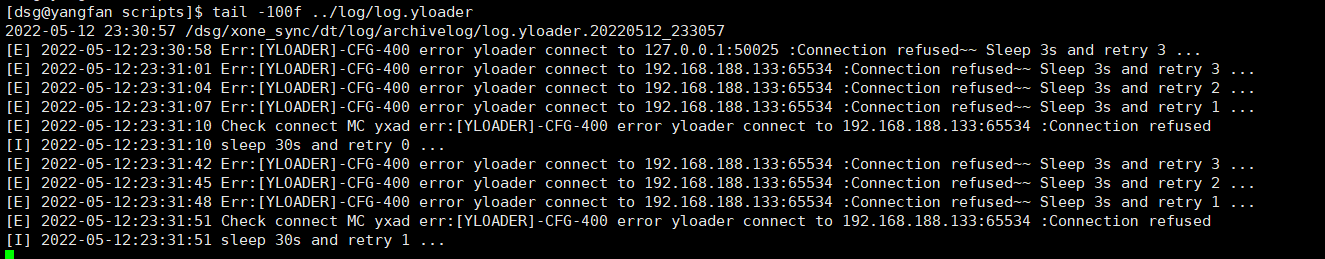 [dsg@yangfan scripts]$ tail -100f ../log/log.yloader
2022-05-12 23:30:57 /dsg/xone_sync/dt/log/archivelog/log.yloader.20220512_233057
[E] 2022-05-12:23:30:58 Err:[YLOADER]-CFG-400 error yloader connect to 127.0.0.1:50025 :Connection refused~~ Sleep 3s and retry 3 ...
[E] 2022-05-12:23:31:01 Err:[YLOADER]-CFG-400 error yloader connect to 192.168.188.133:65534 :Connection refused~~ Sleep 3s and retry 3 ...
[E] 2022-05-12:23:31:04 Err:[YLOADER]-CFG-400 error yloader connect to 192.168.188.133:65534 :Connection refused~~ Sleep 3s and retry 2 ...
[E] 2022-05-12:23:31:07 Err:[YLOADER]-CFG-400 error yloader connect to 192.168.188.133:65534 :Connection refused~~ Sleep 3s and retry 1 ...
[E] 2022-05-12:23:31:10 Check connect MC yxad err:[YLOADER]-CFG-400 error yloader connect to 192.168.188.133:65534 :Connection refused
[I] 2022-05-12:23:31:10 sleep 30s and retry 0 ...
[E] 2022-05-12:23:31:42 Err:[YLOADER]-CFG-400 error yloader connect to 192.168.188.133:65534 :Connection refused~~ Sleep 3s and retry 3 ...
[E] 2022-05-12:23:31:45 Err:[YLOADER]-CFG-400 error yloader connect to 192.168.188.133:65534 :Connection refused~~ Sleep 3s and retry 2 ...
[E] 2022-05-12:23:31:48 Err:[YLOADER]-CFG-400 error yloader connect to 192.168.188.133:65534 :Connection refused~~ Sleep 3s and retry 1 ...
[E] 2022-05-12:23:31:51 Check connect MC yxad err:[YLOADER]-CFG-400 error yloader connect to 192.168.188.133:65534 :Connection refused
[I] 2022-05-12:23:31:51 sleep 30s and retry 1 ...